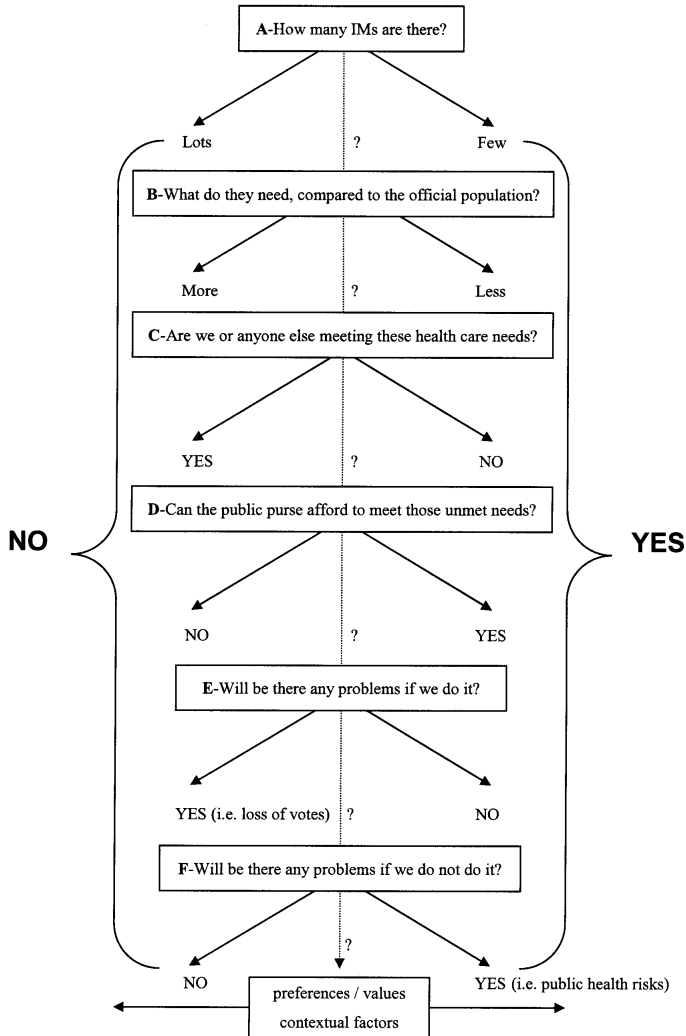 A-How many IMs are there?
Lots
?
Few
B-What do they need, compared to the official population?
More
?
Less
C-Are we or anyone else meeting these health care needs?
YES
?
NO
D-Can the public purse afford to meet those unmet needs?
NO
YES
NO
?
YES
E-Will be there any problems if we do it?
YES (i.e. loss of votes)
?
NO
F-Will be there any problems if we do not do it?
?
NO
YES (i.e. public health risks)
preferences / values
contextual factors